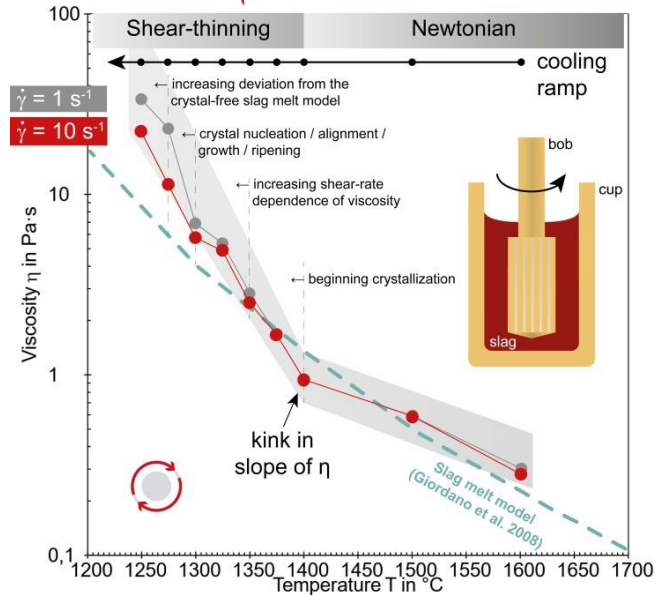 Shear-thinning
Newtonian
cooling
ramp
γ̇ = 1 s⁻¹
γ̇ = 10 s⁻¹
increasing deviation from the
crystal-free slag melt model
← crystal nucleation / alignment /
growth / ripening
← increasing shear-rate
dependence of viscosity
← beginning crystallization
kink in
slope of η
Slag melt model
(Giordano et al. 2008)
bob
cup
slag
Viscosity η in Pa·s
100
10
1
0,1
1200 1250 1300 1350 1400 1450 1500 1550 1600 1650 1700
Temperature T in °C